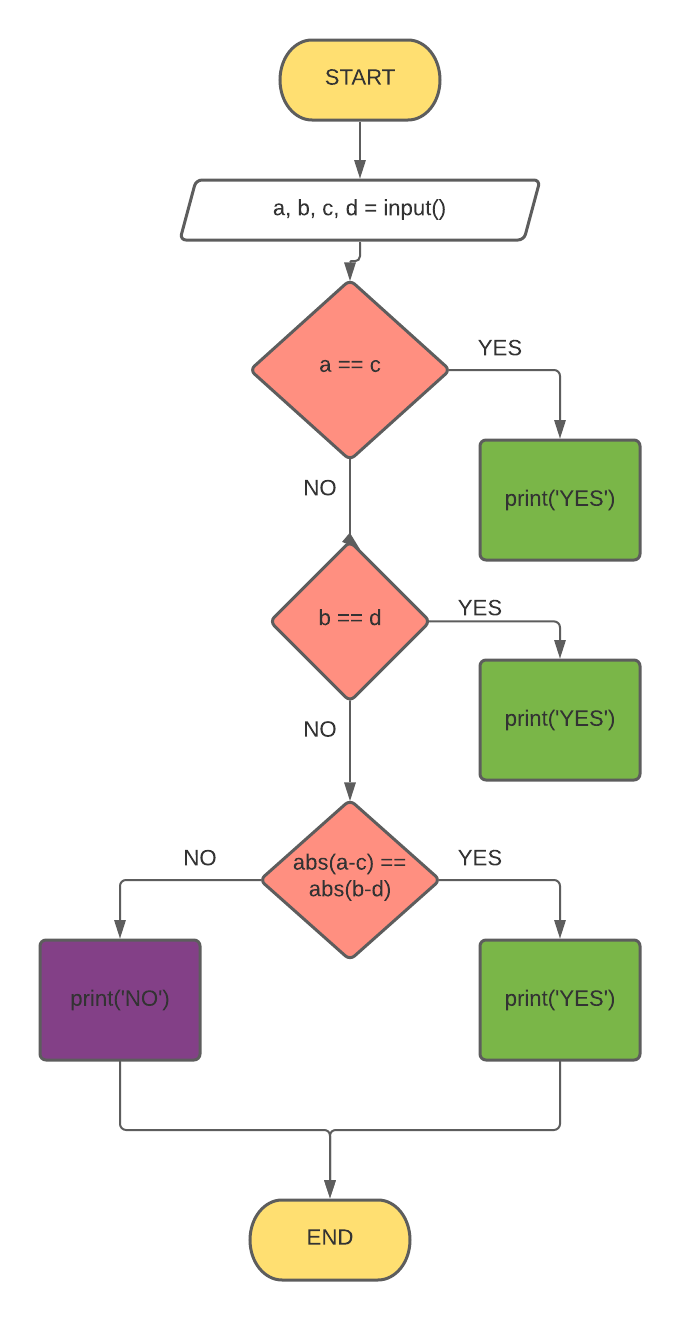 START
a, b, c, d = input()
a == c
YES
print('YES')
NO
b == d
YES
print('YES')
NO
abs(a-c) ==
abs(b-d)
NO
YES
print('NO')
print('YES')
END